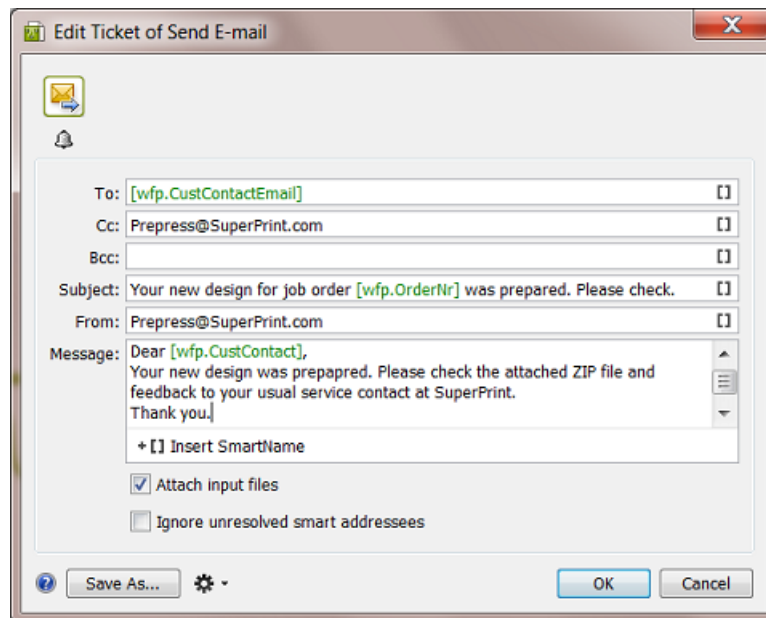 Edit Ticket of Send E-mail
To: [wfp.CustContactEmail]
Cc: Prepress@SuperPrint.com
Bcc:
Subject: Your new design for job order [wfp.OrderNr] was prepared. Please check.
From: Prepress@SuperPrint.com
Message: Dear [wfp.CustContact],
Your new design was prepapred. Please check the attached ZIP file and
feedback to your usual service contact at SuperPrint.
Thank you.
+ [] Insert SmartName
Attach input files
Ignore unresolved smart addressees
Save As...
OK
Cancel